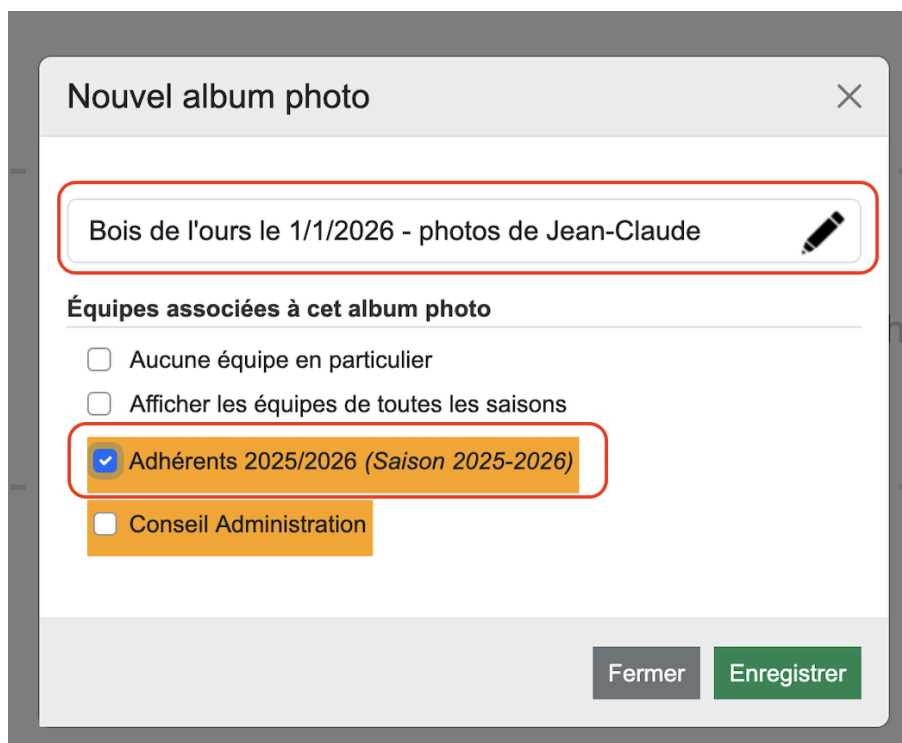 Nouvel album photo
Bois de l'ours le 1/1/2026 - photos de Jean-Claude
Équipes associées à cet album photo
Aucune équipe en particulier
Afficher les équipes de toutes les saisons
Adhérents 2025/2026 (Saison 2025-2026)
Conseil Administration
Fermer Enregistrer